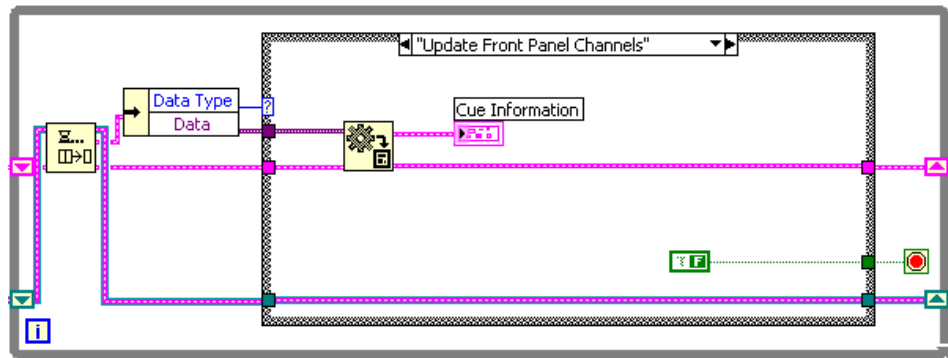 "Update Front Panel Channels"
Data Type
?
Data
Cue Information
F
i